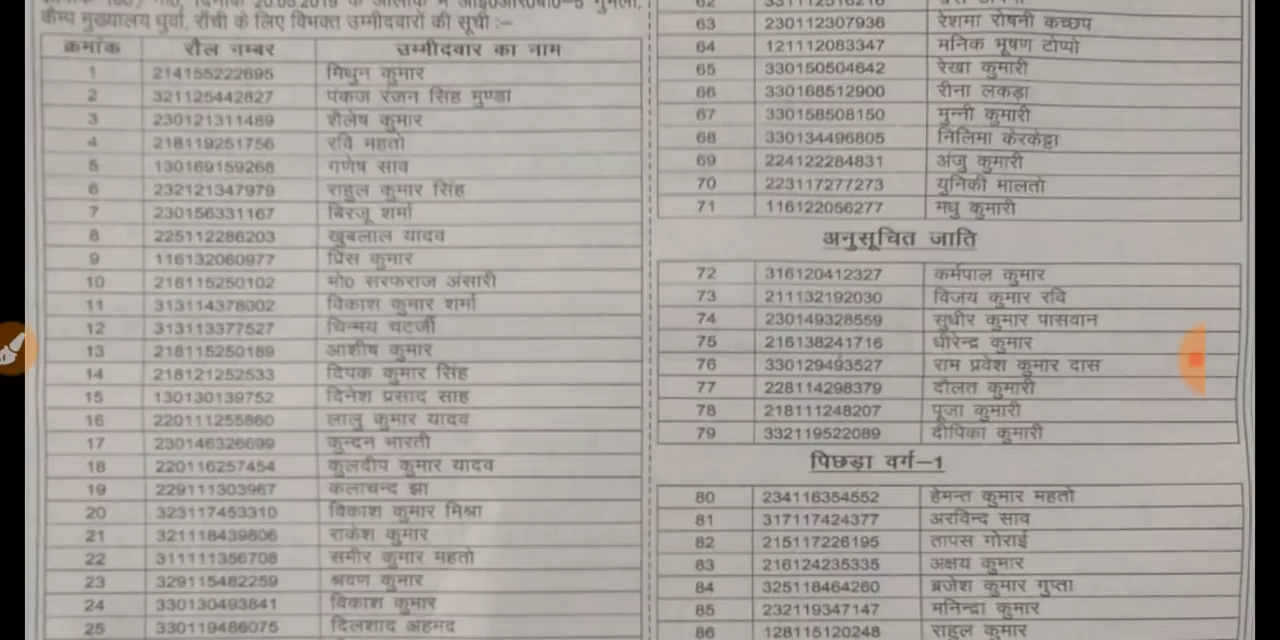 कैम्प मुख्यालय धुर्वा, राँची के लिए विभक्त उम्मीदवारों की सूची :–
क्रमांक रौल नम्बर उम्मीदवार का नाम
1 214155222695 मिथुन कुमार
2 321125442827 पंकज रंजन सिंह मुण्डा
3 230121311489 शैलेष कुमार
4 218119251756 रवि महतो
5 130169159268 गणेष साव
6 232121347979 राहुल कुमार सिंह
7 230156331167 बिरजू शर्मा
8 225112286203 खुबलाल यादव
9 116132060977 प्रिंस कुमार
10 218115250102 मो0 सरफराज अंसारी
11 313114378002 विकाश कुमार शर्मा
12 313113377527 चिन्मय चटर्जी
13 218115250189 आशीष कुमार
14 218121252533 दिपक कुमार सिंह
15 130130139752 दिनेश प्रसाद साह
16 220111255860 लालु कुमार यादव
17 230146326699 कुन्दन भारती
18 220116257454 कुलदीप कुमार यादव
19 229111303967 कलाचन्द झा
20 323117453310 विकाश कुमार मिश्रा
21 321118439806 राकेश कुमार
22 311111356708 समीर कुमार महतो
23 329115482259 श्रवण कुमार
24 330130493841 विकाश कुमार
25 330119486075 दिलशाद अहमद
63 230112307936 रेशमा रोषनी कच्छप
64 121112083347 मनिक भूषण टोप्पो
65 330150504642 रेखा कुमारी
66 330168512900 रीना लकड़ा
67 330158508150 मुन्नी कुमारी
68 330134496805 निलिमा केरकेट्टा
69 224122284831 अंजु कुमारी
70 223117277273 युनिकी मालतो
71 116122056277 मधु कुमारी
अनुसूचित जाति
72 316120412327 कर्मपाल कुमार
73 211132192030 विजय कुमार रवि
74 230149328559 सुधीर कुमार पासवान
75 216138241716 धीरेन्द्र कुमार
76 330129493527 राम प्रवेश कुमार दास
77 228114298379 दौलत कुमारी
78 218111248207 पूजा कुमारी
79 332119522089 दीपिका कुमारी
पिछड़ा वर्ग–1
80 234116354552 हेमन्त कुमार महतो
81 317117424377 अरविन्द साव
82 215117226195 तापस गोराई
83 216124235335 अक्षय कुमार
84 325118464260 ब्रजेश कुमार गुप्ता
85 232119347147 मनिन्द्रा कुमार
86 128115120248 राहुल कुमार